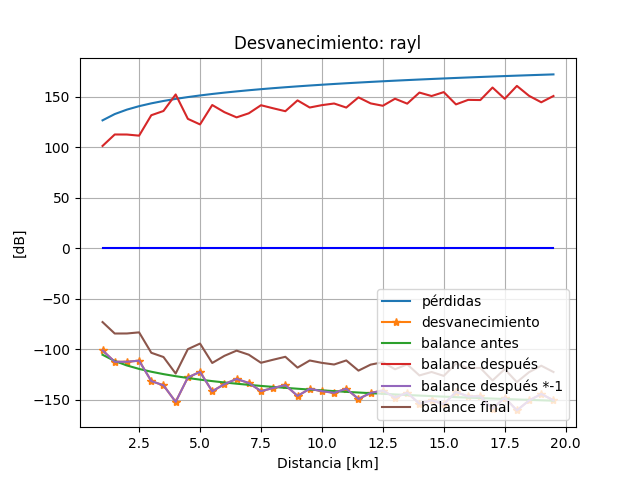 Desvanecimiento: rayl
150
100
50
0
−50
−100
−150
[dB]
pérdidas
desvanecimiento
balance antes
balance después
balance después *-1
balance final
2.5 5.0 7.5 10.0 12.5 15.0 17.5 20.0
Distancia [km]